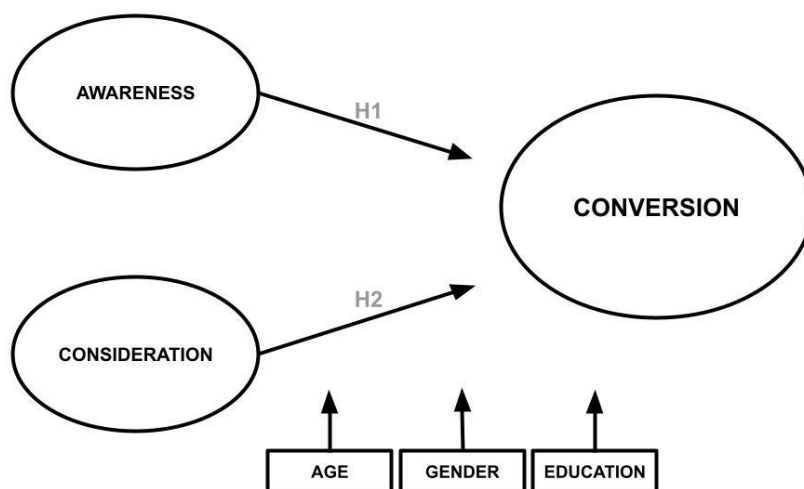 AWARENESS
H1
CONVERSION
H2
CONSIDERATION
AGE
GENDER
EDUCATION